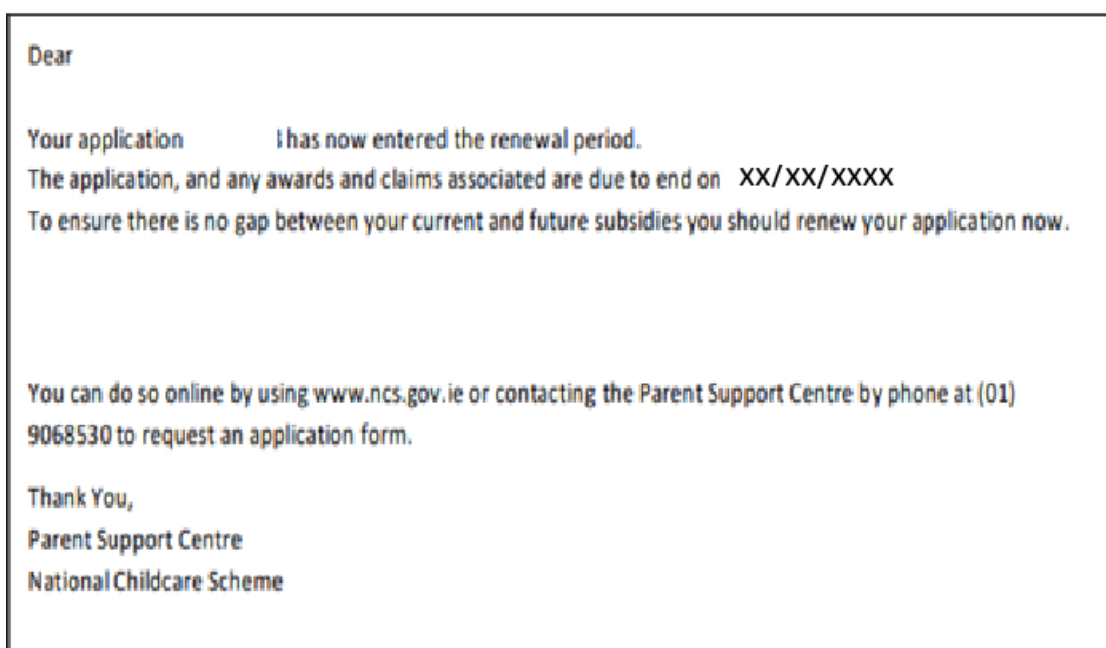 Dear
Your application has now entered the renewal period.
The application, and any awards and claims associated are due to end on XX/XX/XXXX
To ensure there is no gap between your current and future subsidies you should renew your application now.
You can do so online by using www.ncs.gov.ie or contacting the Parent Support Centre by phone at (01)
9068530 to request an application form.
Thank You,
Parent Support Centre
National Childcare Scheme